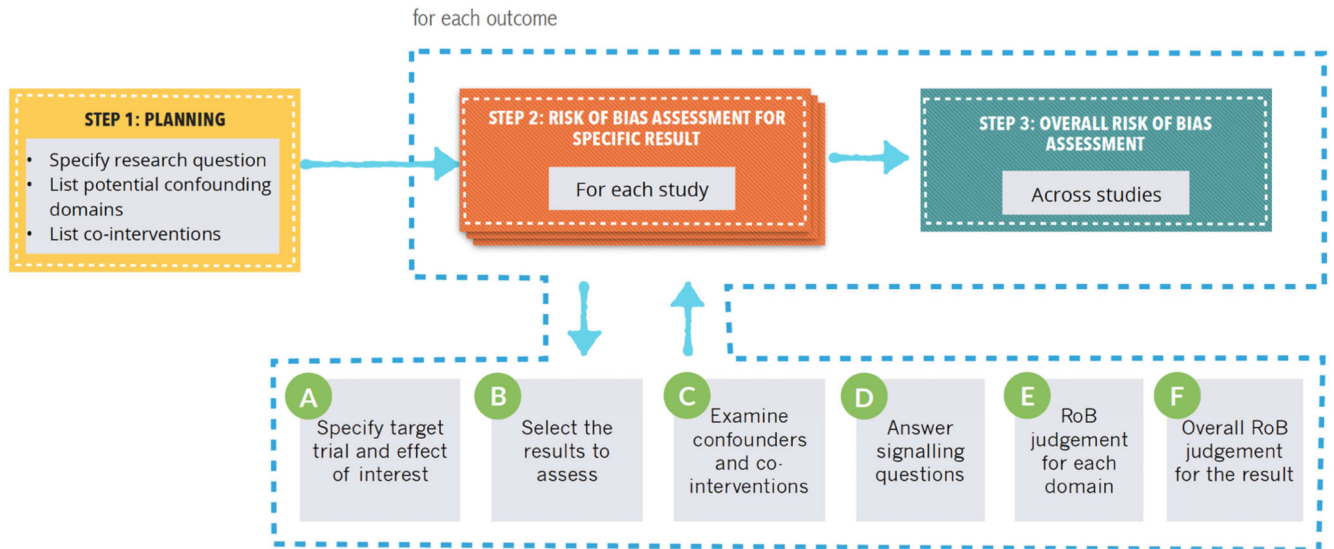 for each outcome
STEP 1: PLANNING
• Specify research question
• List potential confounding
domains
• List co-interventions
STEP 2: RISK OF BIAS ASSESSMENT FOR
SPECIFIC RESULT
For each study
STEP 3: OVERALL RISK OF BIAS
ASSESSMENT
Across studies
A
Specify target
trial and effect
of interest
B
Select the
results to
assess
C
Examine
confounders
and co-
interventions
D
Answer
signalling
questions
E
RoB
judgement
for each
domain
F
Overall RoB
judgement
for the result